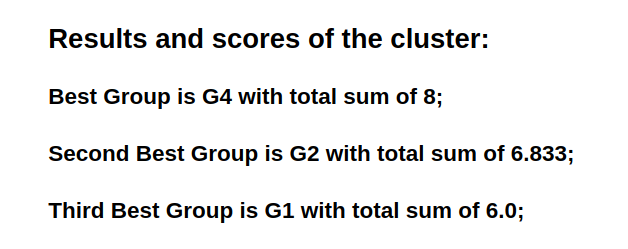 Results and scores of the cluster:
Best Group is G4 with total sum of 8;
Second Best Group is G2 with total sum of 6.833;
Third Best Group is G1 with total sum of 6.0;